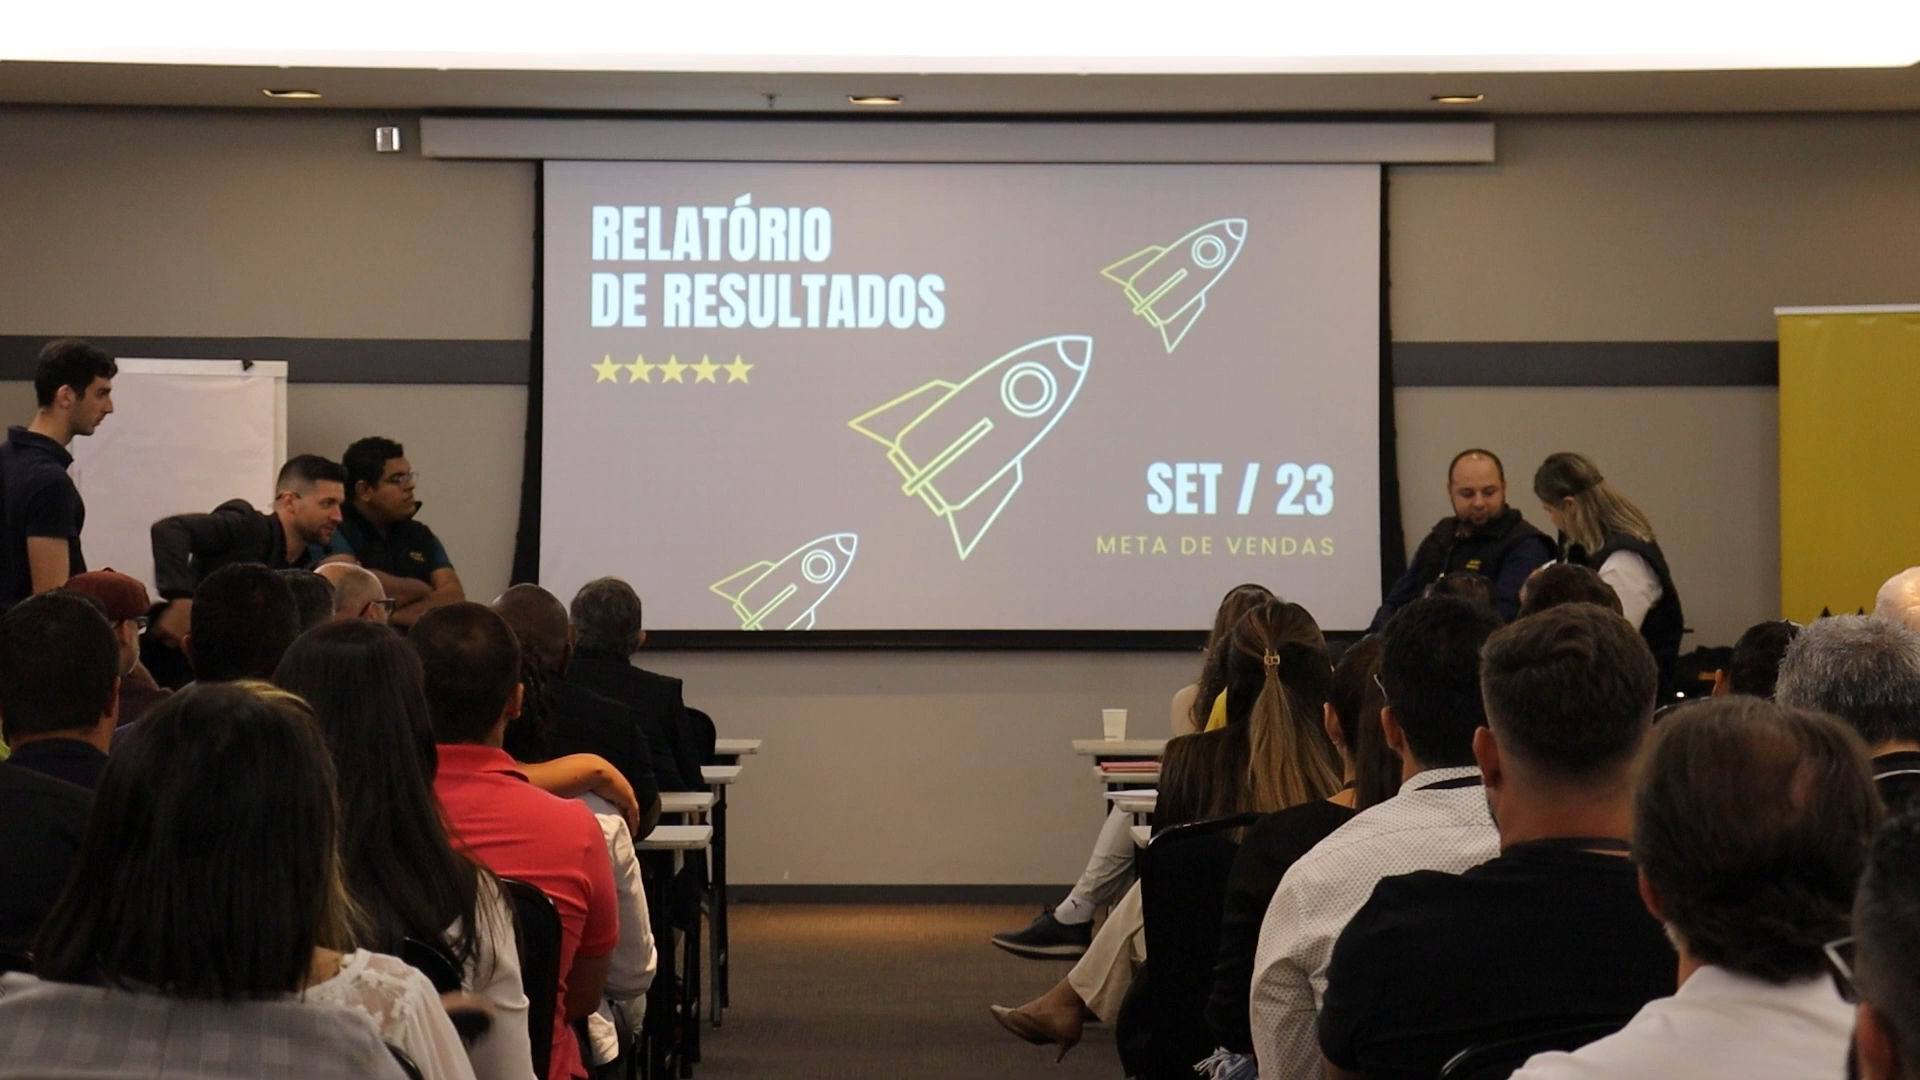 RELATÓRIO
DE RESULTADOS
SET / 23
META DE VENDAS